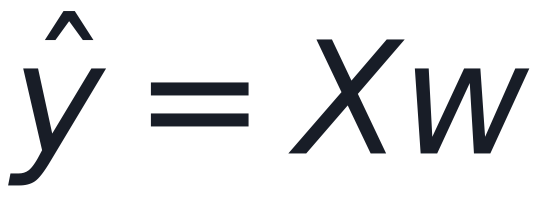 ŷ = Xw